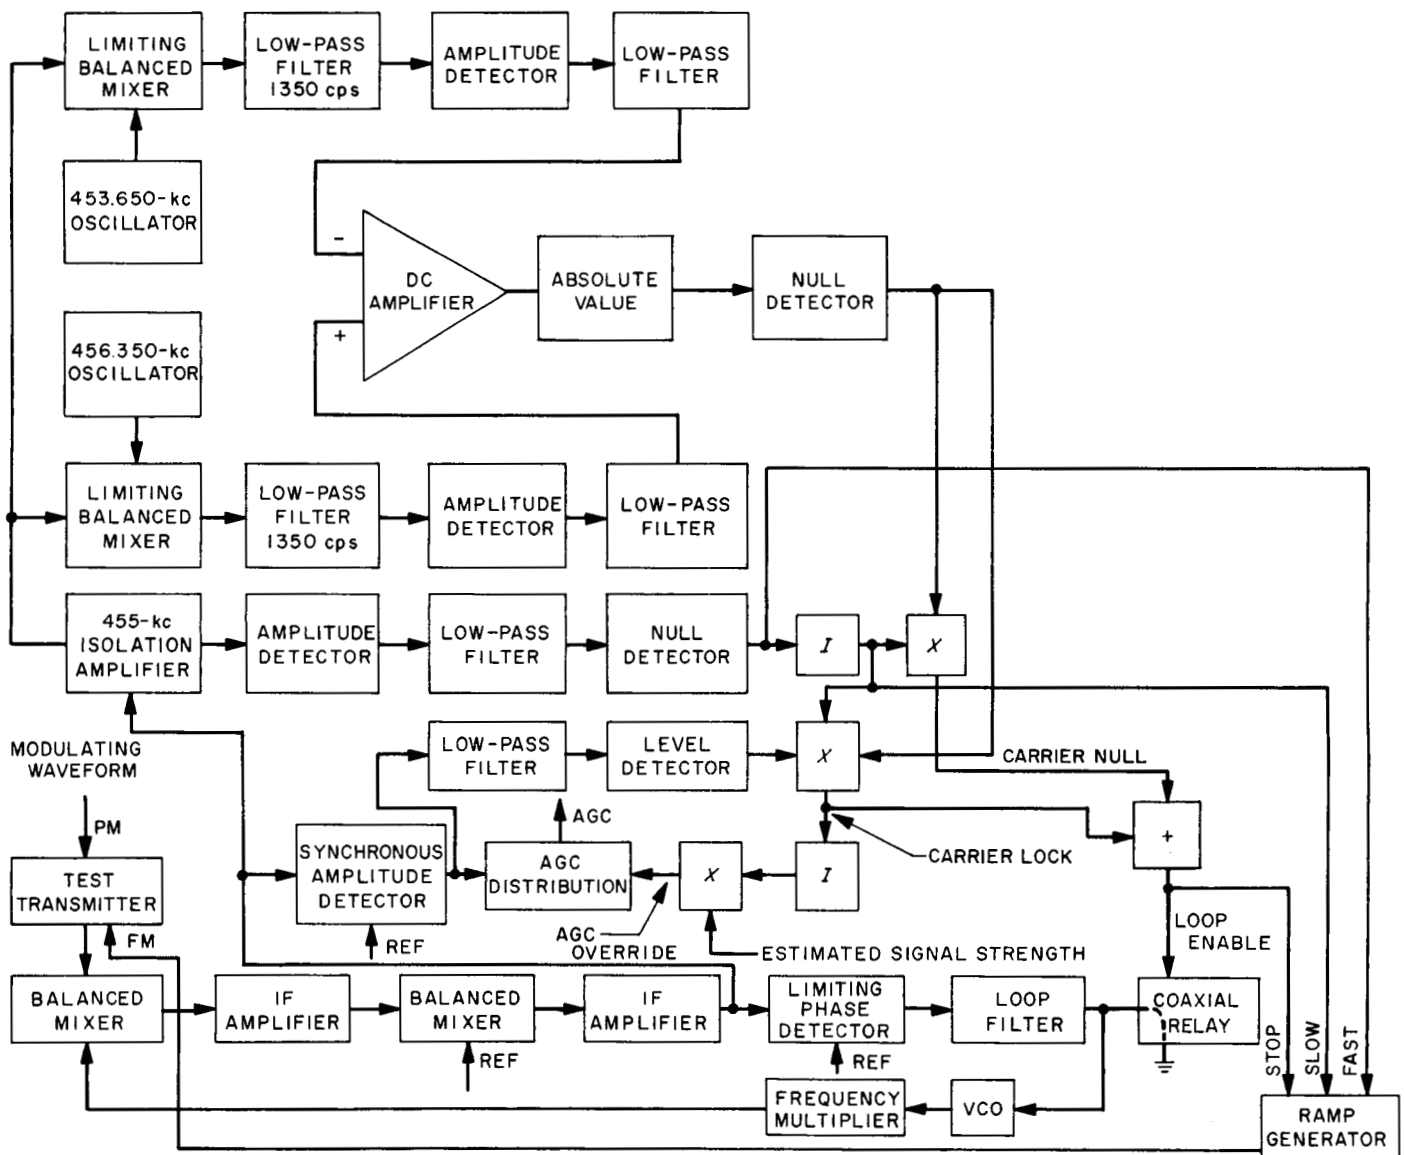 LIMITING
BALANCED
MIXER
LOW-PASS
FILTER
1350 cps
AMPLITUDE
DETECTOR
LOW-PASS
FILTER
453.650-kc
OSCILLATOR
-
DC
AMPLIFIER
+
ABSOLUTE
VALUE
NULL
DETECTOR
456.350-kc
OSCILLATOR
LIMITING
BALANCED
MIXER
LOW-PASS
FILTER
1350 cps
AMPLITUDE
DETECTOR
LOW-PASS
FILTER
455-kc
ISOLATION
AMPLIFIER
AMPLITUDE
DETECTOR
LOW-PASS
FILTER
NULL
DETECTOR
I
X
MODULATING
WAVEFORM
LOW-PASS
FILTER
LEVEL
DETECTOR
X
CARRIER NULL
PM
AGC
+
SYNCHRONOUS
AMPLITUDE
DETECTOR
AGC
DISTRIBUTION
X
I
CARRIER LOCK
TEST
TRANSMITTER
FM
REF
AGC
OVERRIDE
ESTIMATED SIGNAL STRENGTH
LOOP
ENABLE
BALANCED
MIXER
IF
AMPLIFIER
BALANCED
MIXER
IF
AMPLIFIER
LIMITING
PHASE
DETECTOR
LOOP
FILTER
COAXIAL
RELAY
REF
REF
STOP
SLOW
FAST
FREQUENCY
MULTIPLIER
VCO
RAMP
GENERATOR